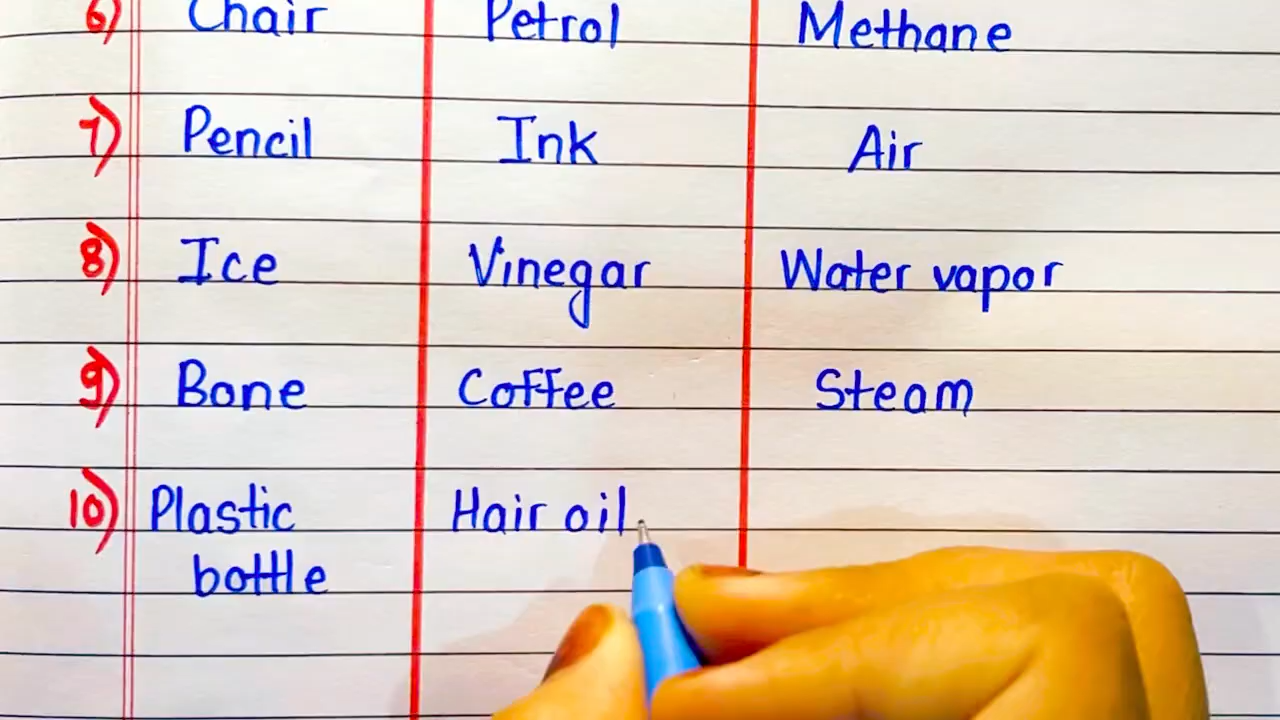 6) Chair Petrol Methane
7) Pencil Ink Air
8) Ice Vinegar Water vapor
9) Bone Coffee Steam
10) Plastic Hair oil
bottle